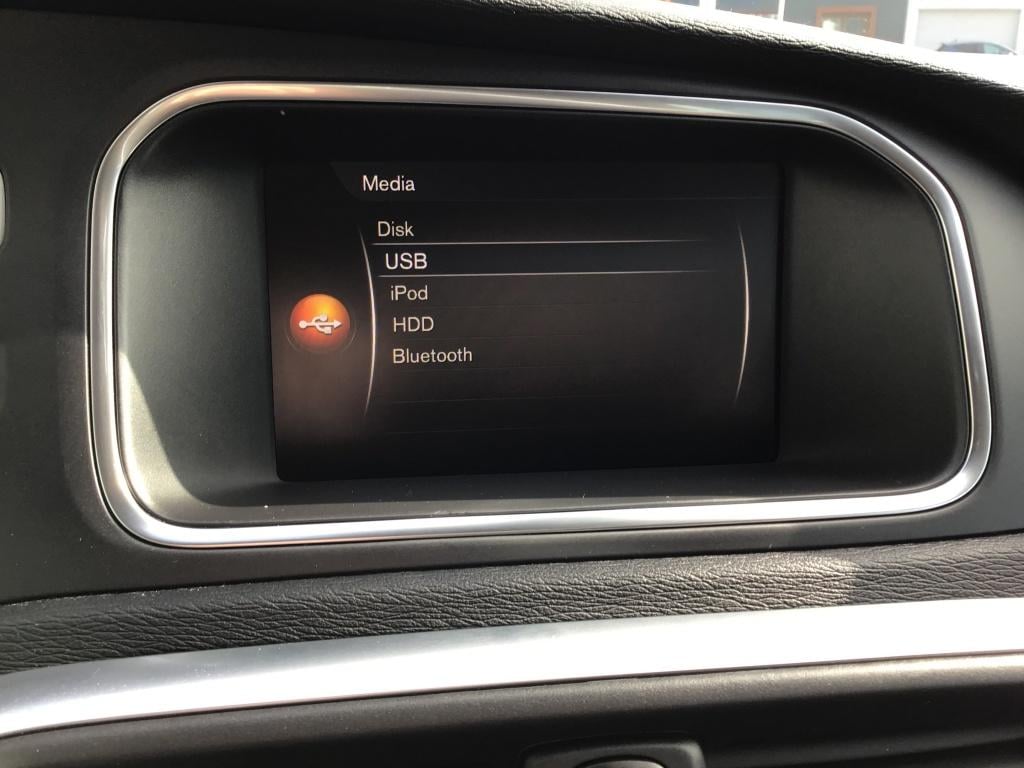 Media
Disk
USB
iPod
HDD
Bluetooth